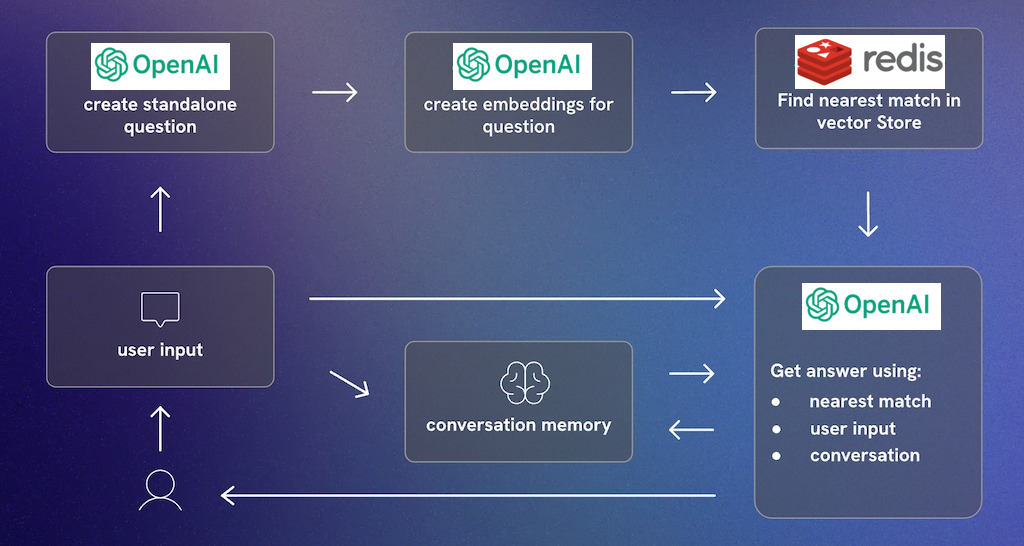 OpenAI
create standalone
question
OpenAI
create embeddings for
question
redis
Find nearest match in
vector Store
user input
conversation memory
OpenAI
Get answer using:
● nearest match
● user input
● conversation